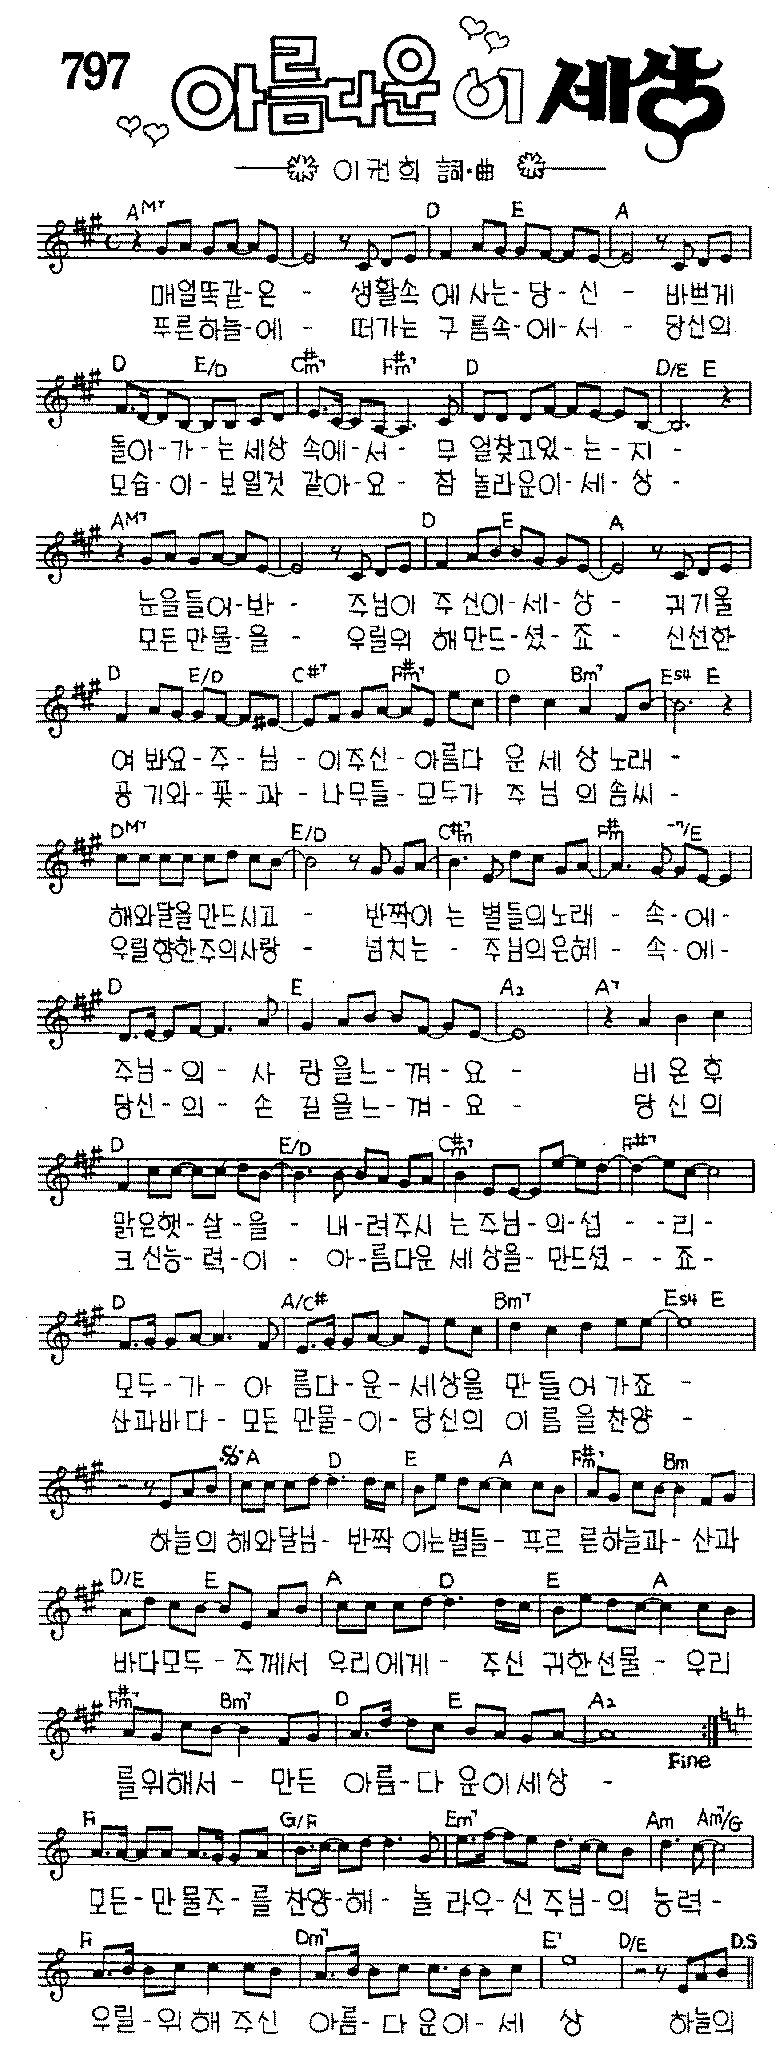 797 아름다운 이 세상
이권희 詞·曲
AM7 D E A
매일똑같-은 - 생활속 에 사는-당-신 - 바쁘게
푸른하늘-에 - 떠가는 구 름속-에-서 - 당신의
D E/D C#m7 F#m7 D D/E E
돌아-가-는세상 속에-서- 무 얼찾고있-는-지-
모습-이-보일것 같아-요- 참 놀라운이-세-상-
AM7 D E A
눈을들어-봐 - 주님이 주 신이-세-상 - 귀기울
모든만물-을 - 우릴위 해만드-셨-죠 - 신선한
D E/D C#7 F#m7 D Bm7 Es4 E
여 봐요-주-님 - 이주신-아름다 운 세 상 노래 -
공 기와-꽃-과 - 나무들-모두가 주 님 의 솜씨 -
DM7 E/D C#m7 F#m -7/E
해와달을만드시고 - 반짝이 는 별들의노래 - 속-에-
우릴향한주의사랑 - 넘치는 - 주님의은혜 - 속-에-
D E A2 A7
주님-의- 사 랑을느-껴-요 - 비 온 후
당신-의- 손 길을느-껴-요 - 당 신 의
D E/D C#m7 F#7
맑은햇-살-을 - 내-려주시 는주님-의-섭 - -리-
크신능-력-이 - 아-름다운 세상을-만드셨 - -죠-
D A/C# Bm7 Es4 E
모두-가- 아 름다-운-세상을 만 들 어 가죠 -
산과바다- 모든 만물-이-당신의 이 름 을 찬양 -
A D E A F#m7 Bm
하늘의 해와달님- 반짝 이는별들- 푸르 른하늘과-산과
D/E E A D E A
바다모두-주께서 우리에게- 주신 귀한선물- 우리
F#m7 Bm7 D E A2
를위해서- 만든 아름-다 운이세상 -
Fine
F G/F Em7 Am Am7/G
모든-만물주-를 찬양-해- 놀 라우-신주님-의 능력-
F Dm7 E7 D/E D.S
우릴-위해주신 아름-다운이-세 상 하늘의